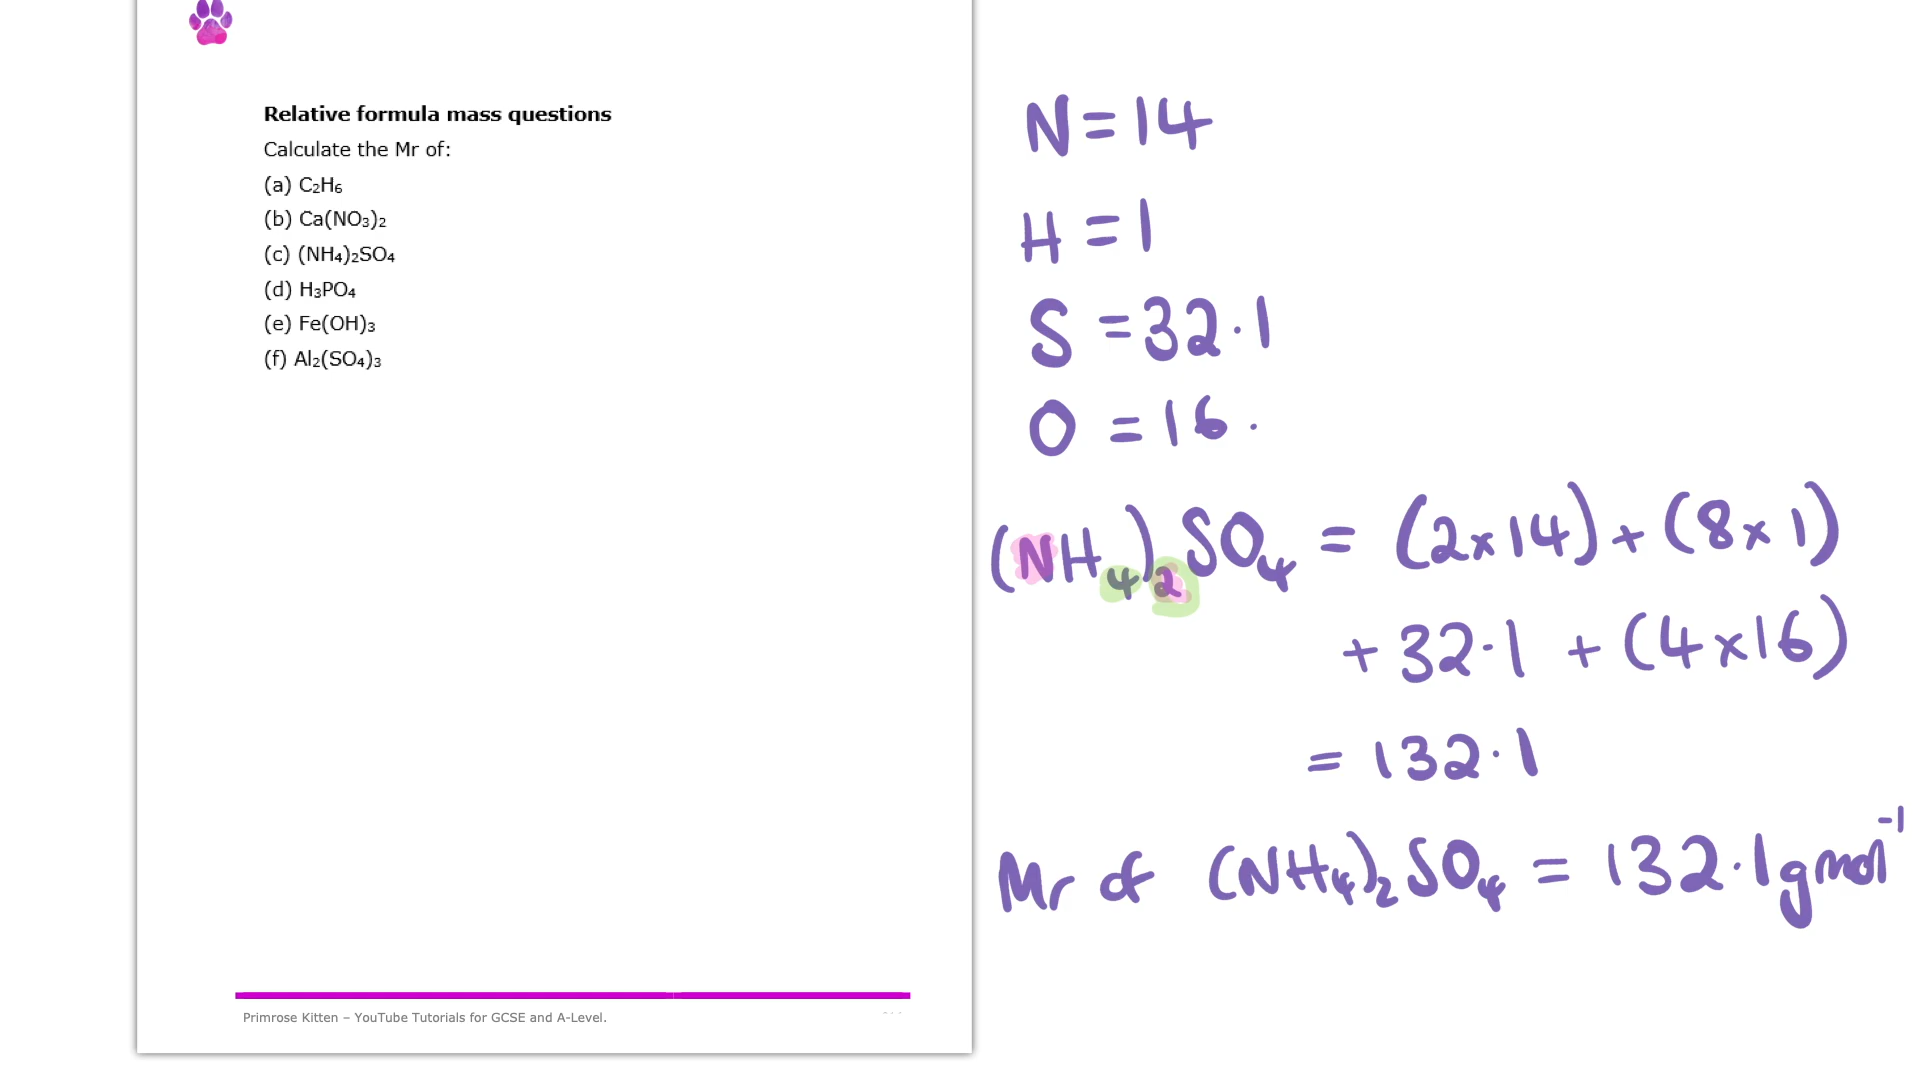 Relative formula mass questions
Calculate the Mr of:
(a) C₂H₆
(b) Ca(NO₃)₂
(c) (NH₄)₂SO₄
(d) H₃PO₄
(e) Fe(OH)₃
(f) Al₂(SO₄)₃
Primrose Kitten – YouTube Tutorials for GCSE and A-Level.
N = 14
H = 1
S = 32·1
O = 16.
(NH₄)₂SO₄ = (2×14) + (8×1)
+ 32·1 + (4×16)
= 132·1
Mr of (NH₄)₂SO₄ = 132·1gmol⁻¹